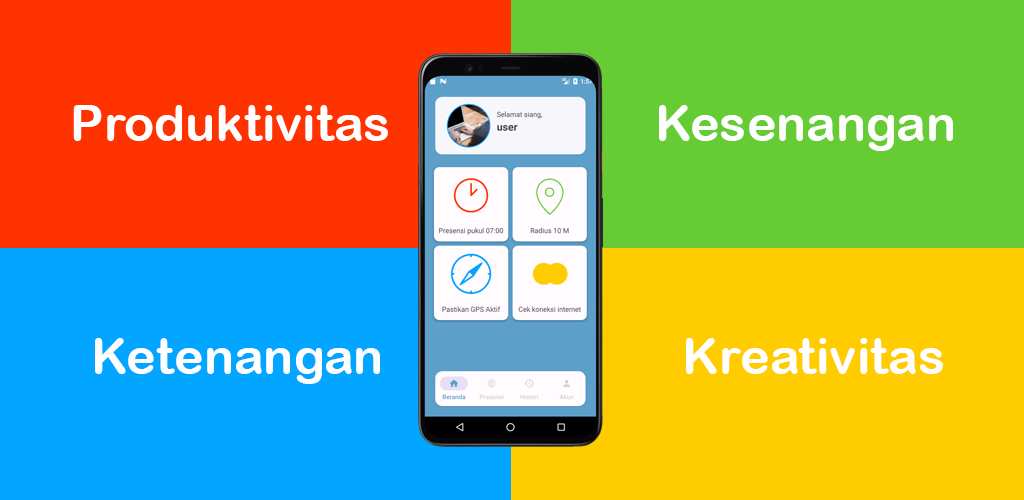 Produktivitas
Kesenangan
Selamat siang,
user
Presensi pukul 07:00
Radius 10 M
Pastikan GPS Aktif
Cek koneksi internet
Beranda
Presensi
Histori
Akun
Ketenangan
Kreativitas